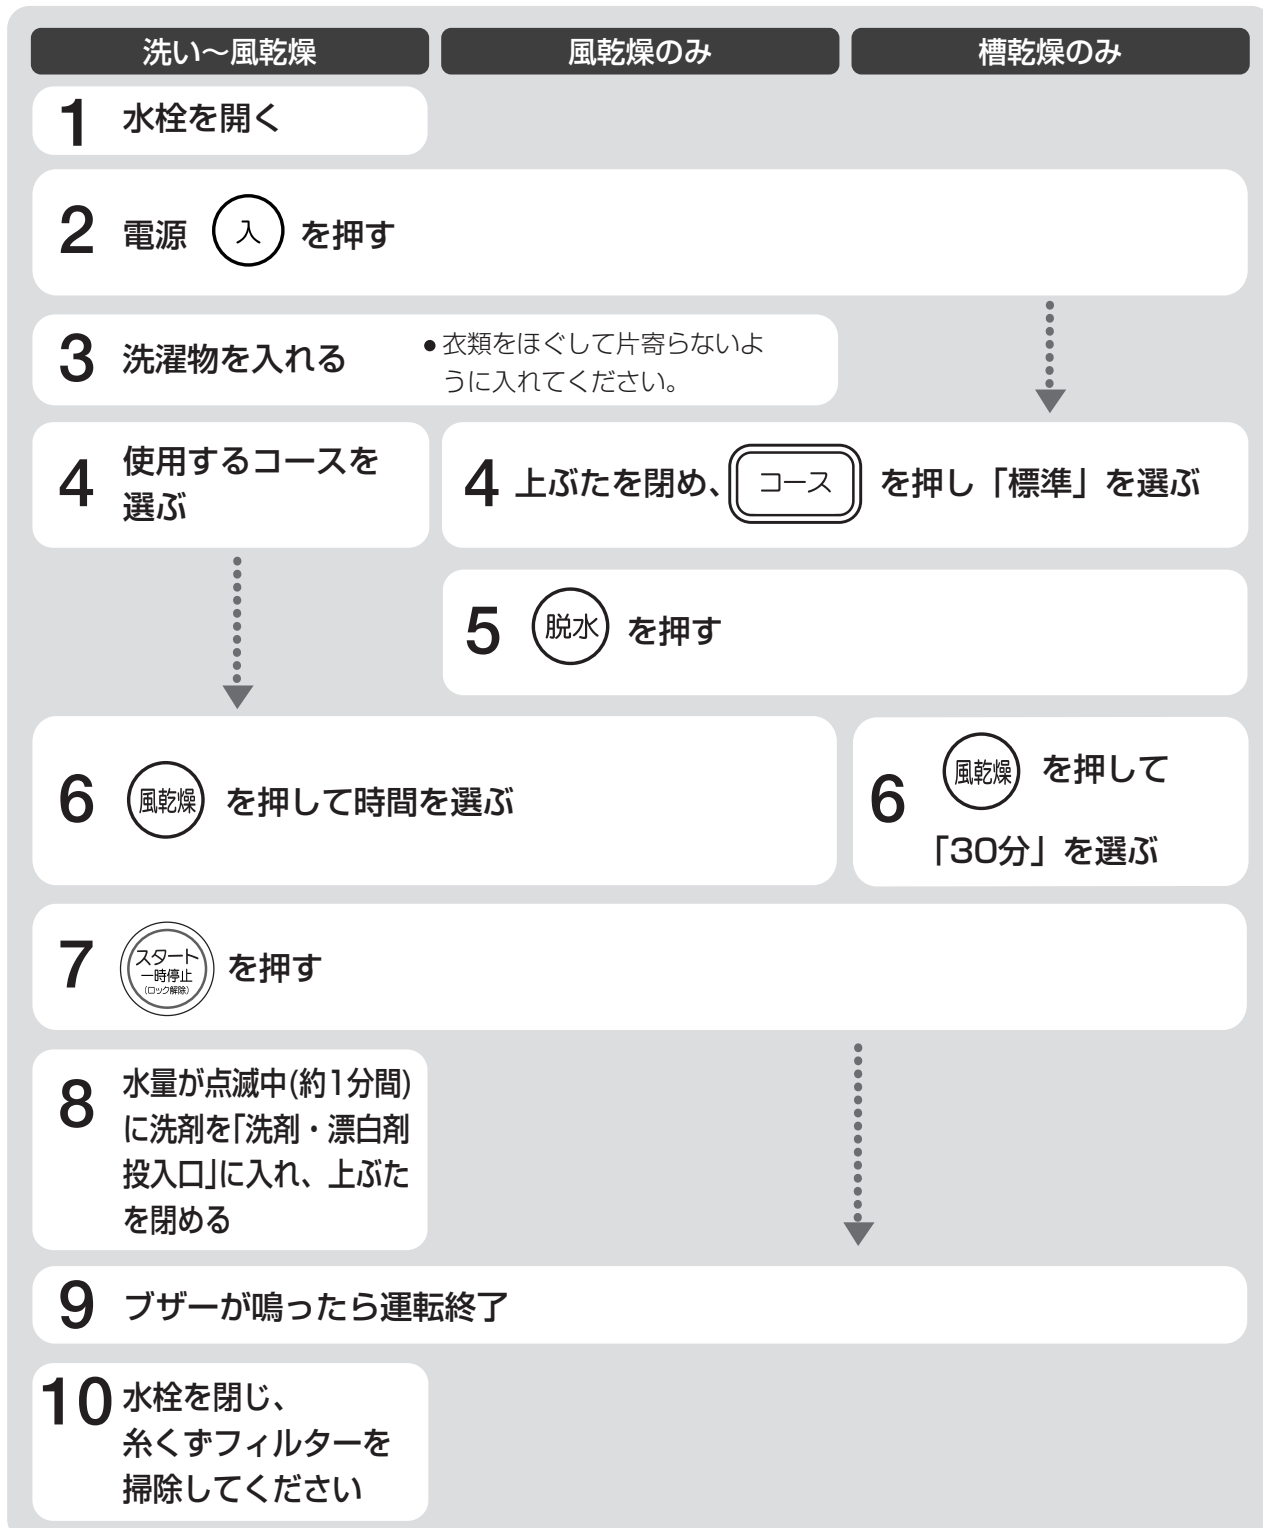 洗い～風乾燥
風乾燥のみ
槽乾燥のみ
1 水栓を開く
2 電源 入 を押す
3 洗濯物を入れる
●衣類をほぐして片寄らないよ
うに入れてください。
4 使用するコースを
選ぶ
4 上ぶたを閉め、 コース を押し「標準」を選ぶ
5 脱水 を押す
6 風乾燥 を押して時間を選ぶ
6 風乾燥 を押して
「30分」を選ぶ
7 スタート
一時停止
(ロック解除)
を押す
8 水量が点滅中(約1分間)
に洗剤を「洗剤・漂白剤
投入口」に入れ、上ぶた
を閉める
9 ブザーが鳴ったら運転終了
10 水栓を閉じ、
糸くずフィルターを
掃除してください